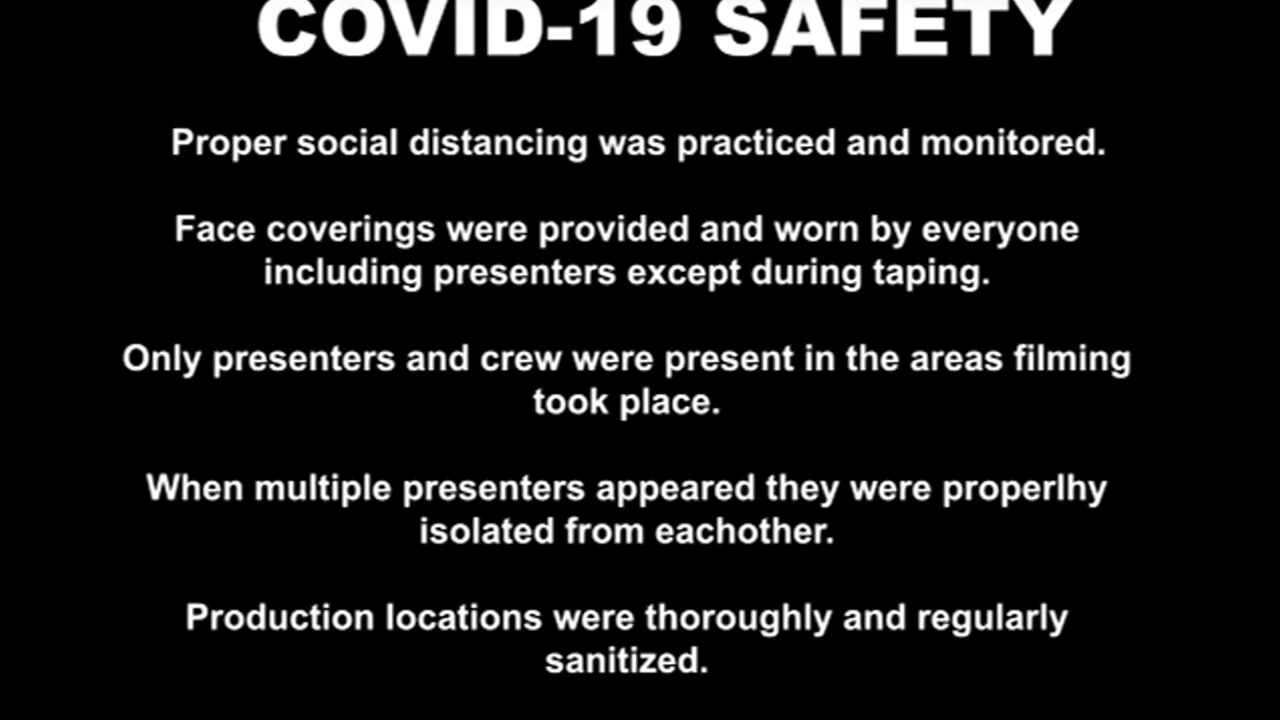 COVID-19 SAFETY
Proper social distancing was practiced and monitored.
Face coverings were provided and worn by everyone
including presenters except during taping.
Only presenters and crew were present in the areas filming
took place.
When multiple presenters appeared they were properlhy
isolated from eachother.
Production locations were thoroughly and regularly
sanitized.